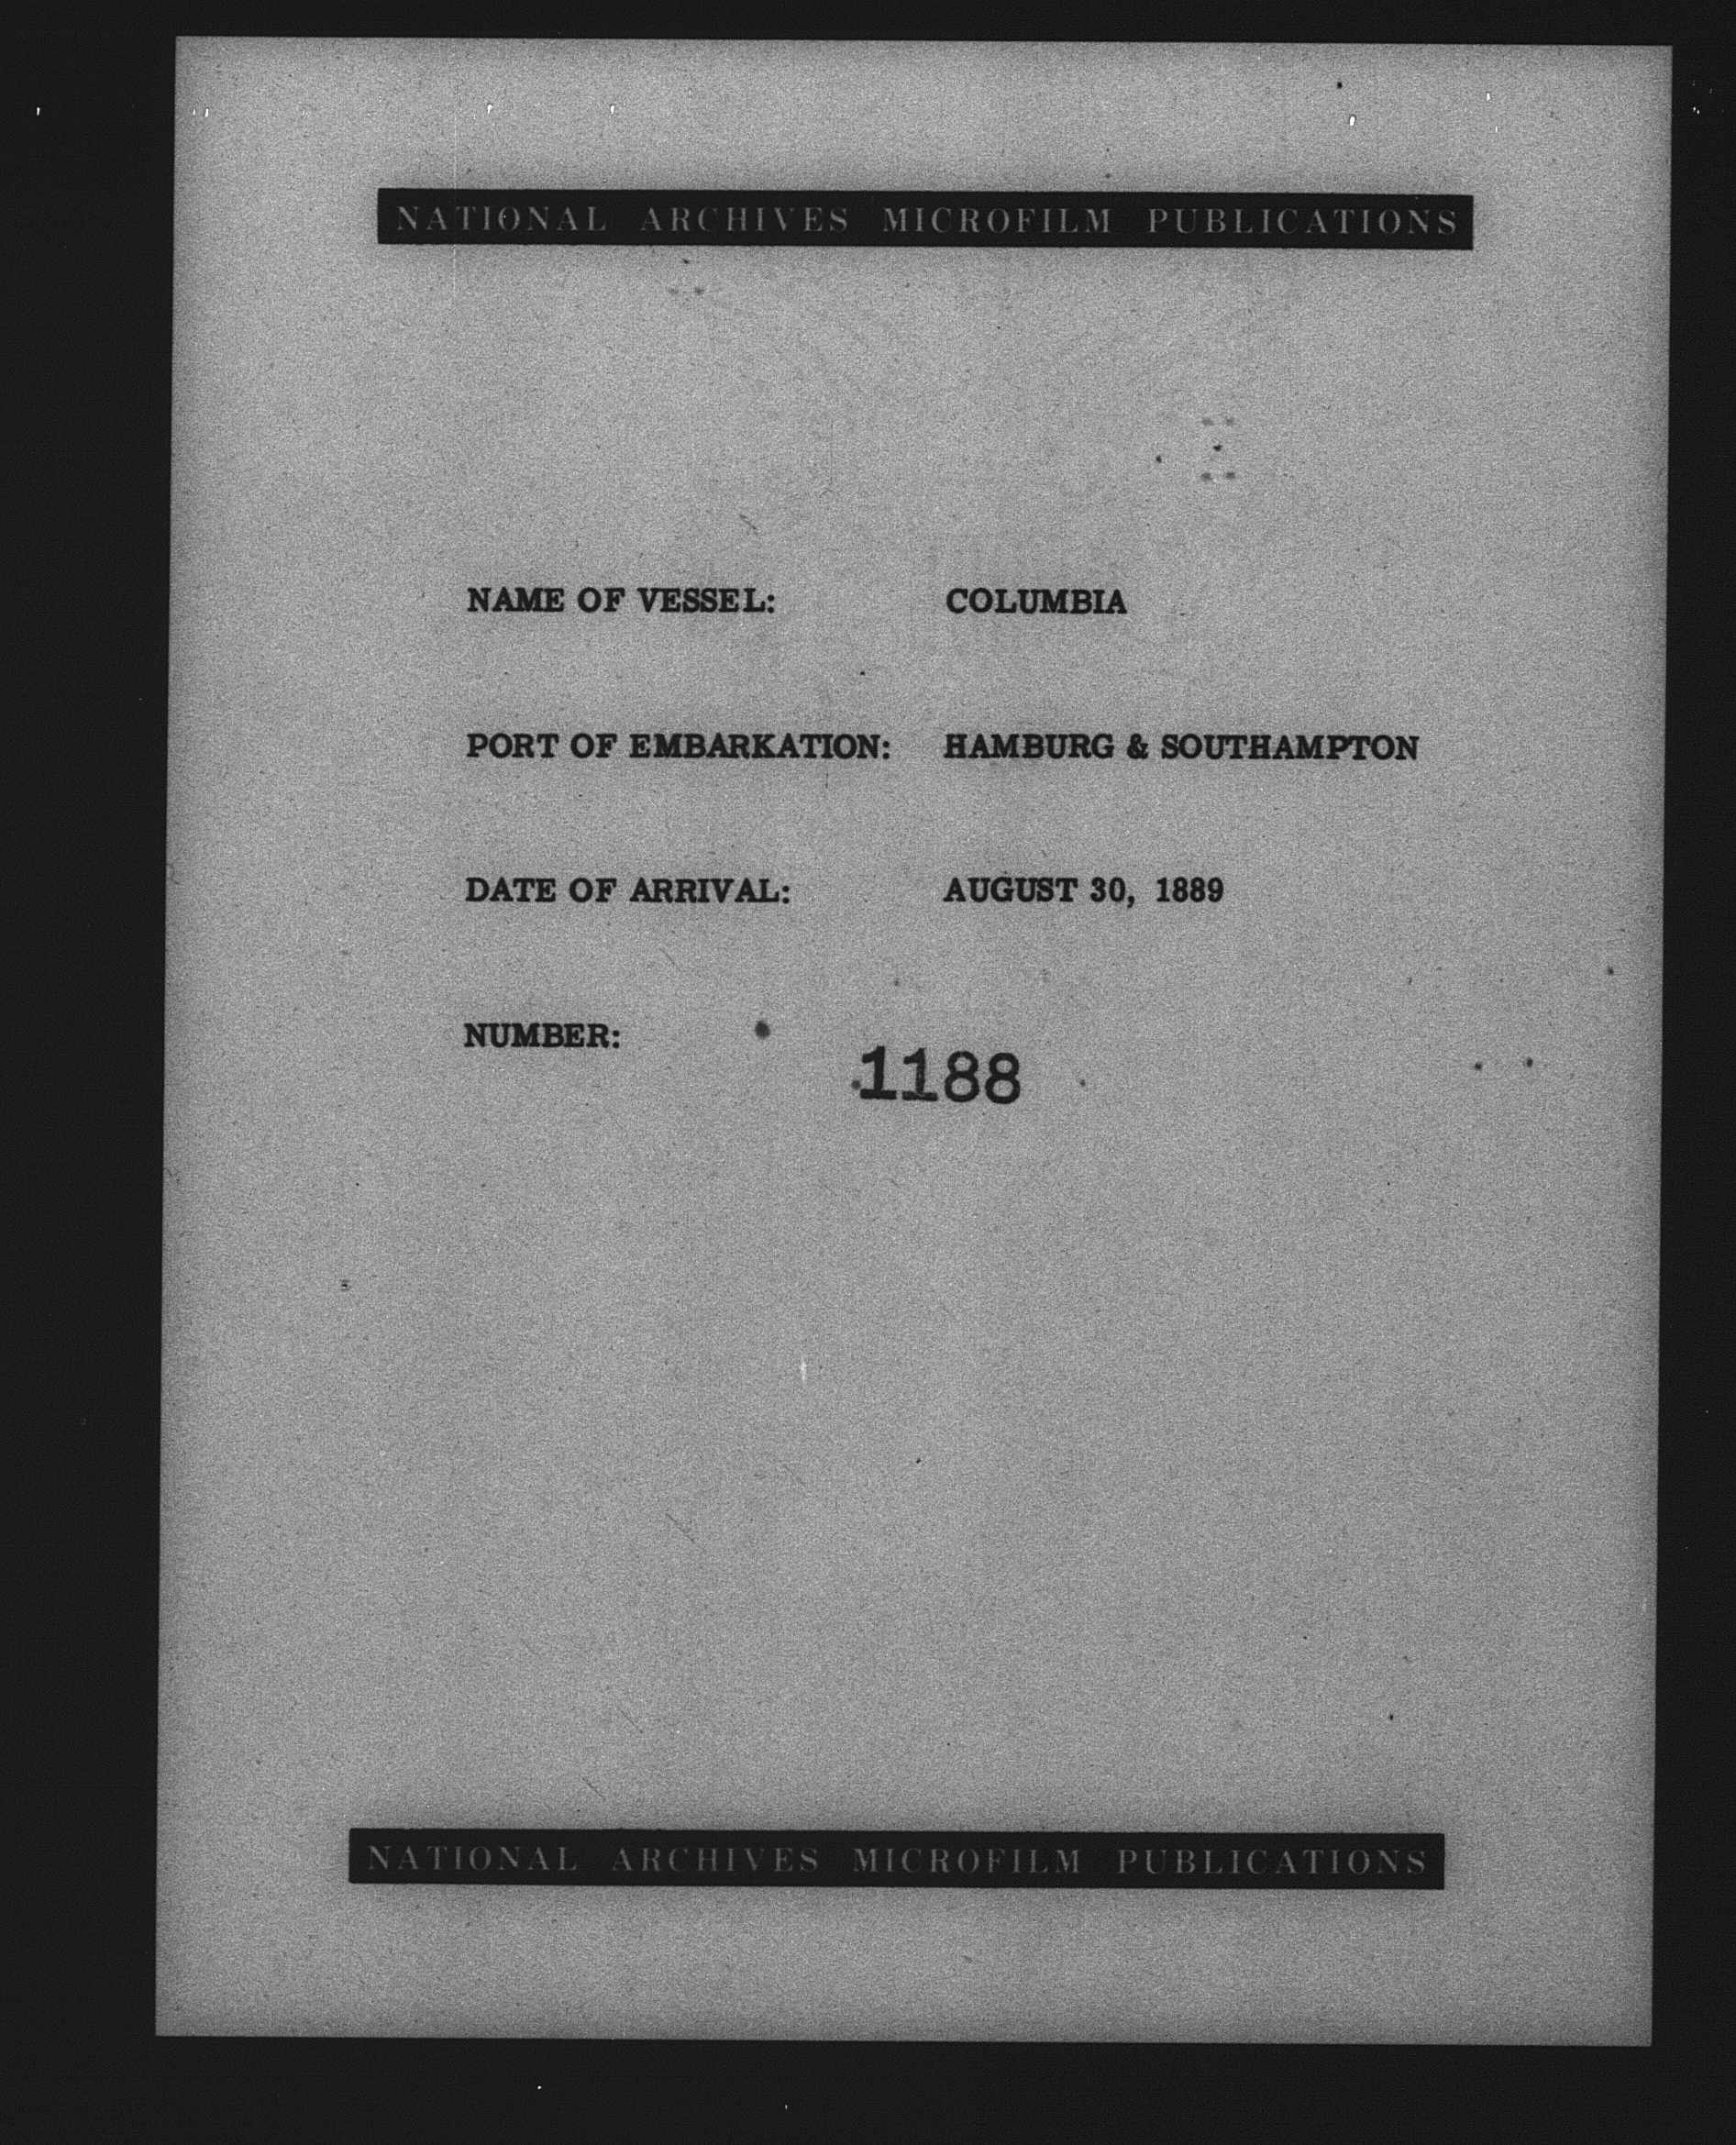 NATIONAL ARCHIVES MICROFILM PUBLICATIONS
NAME OF VESSEL: COLUMBIA
PORT OF EMBARKATION: HAMBURG & SOUTHAMPTON
DATE OF ARRIVAL: AUGUST 30, 1889
NUMBER: 1188
NATIONAL ARCHIVES MICROFILM PUBLICATIONS